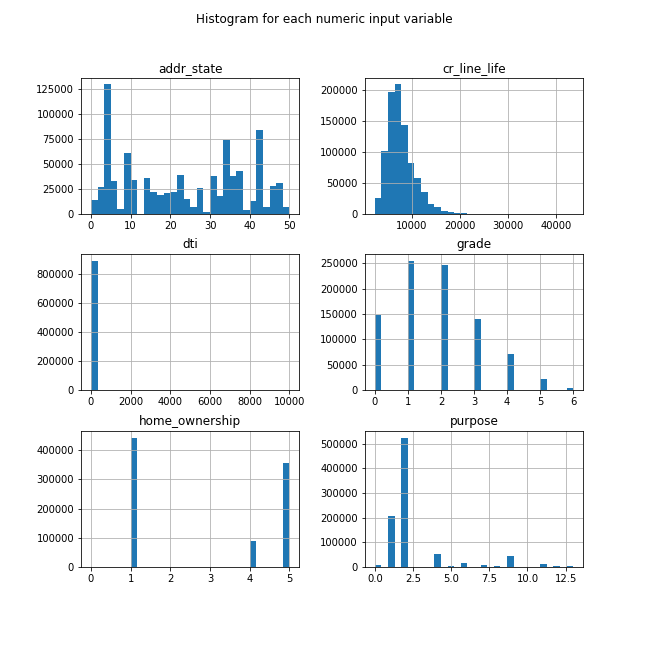 Histogram for each numeric input variable
addr_state
125000
100000
75000
50000
25000
0
0 10 20 30 40 50
cr_line_life
200000
150000
100000
50000
0
10000 20000 30000 40000
dti
800000
600000
400000
200000
0
0 2000 4000 6000 8000 10000
grade
250000
200000
150000
100000
50000
0
0 1 2 3 4 5 6
home_ownership
400000
300000
200000
100000
0
0 1 2 3 4 5
purpose
500000
400000
300000
200000
100000
0
0.0 2.5 5.0 7.5 10.0 12.5